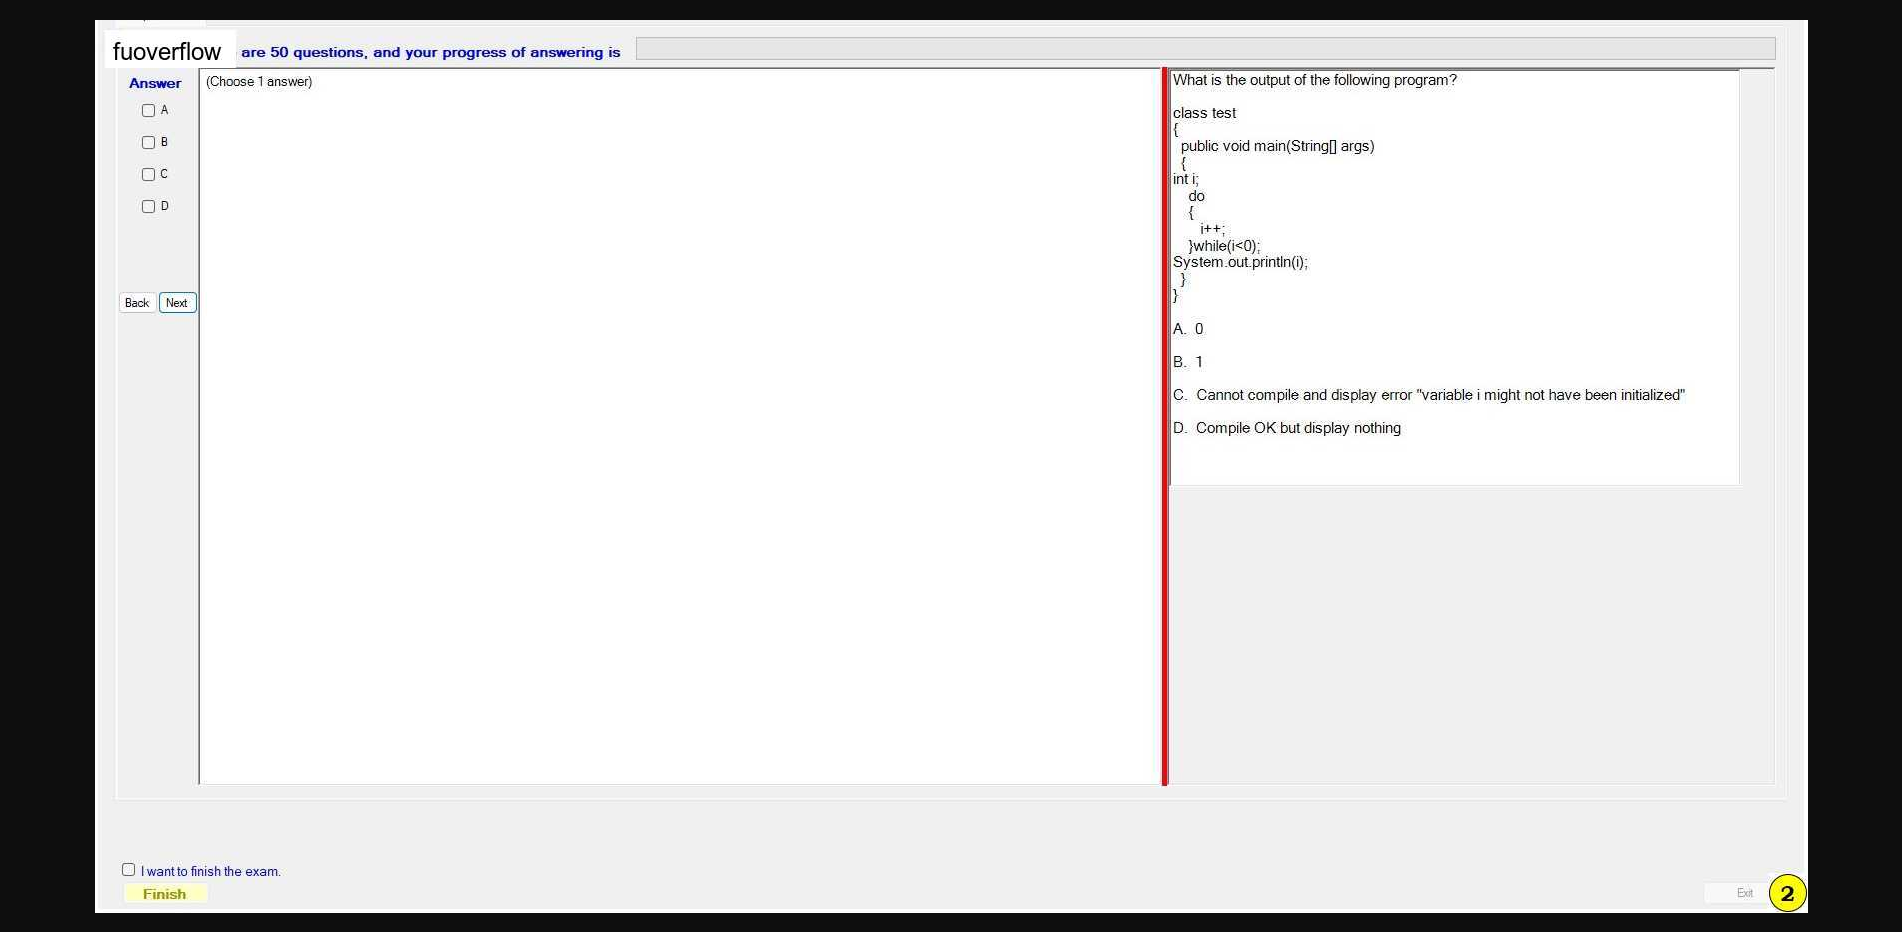 fuoverflow are 50 questions, and your progress of answering is
Answer
(Choose 1 answer)
A
B
C
D
Back Next
What is the output of the following program?
class test
{
public void main(String[] args)
{
int i;
do
{
i++;
}while(i<0);
System.out.println(i);
}
}
A. 0
B. 1
C. Cannot compile and display error "variable i might not have been initialized"
D. Compile OK but display nothing
I want to finish the exam.
Finish
Exit
2